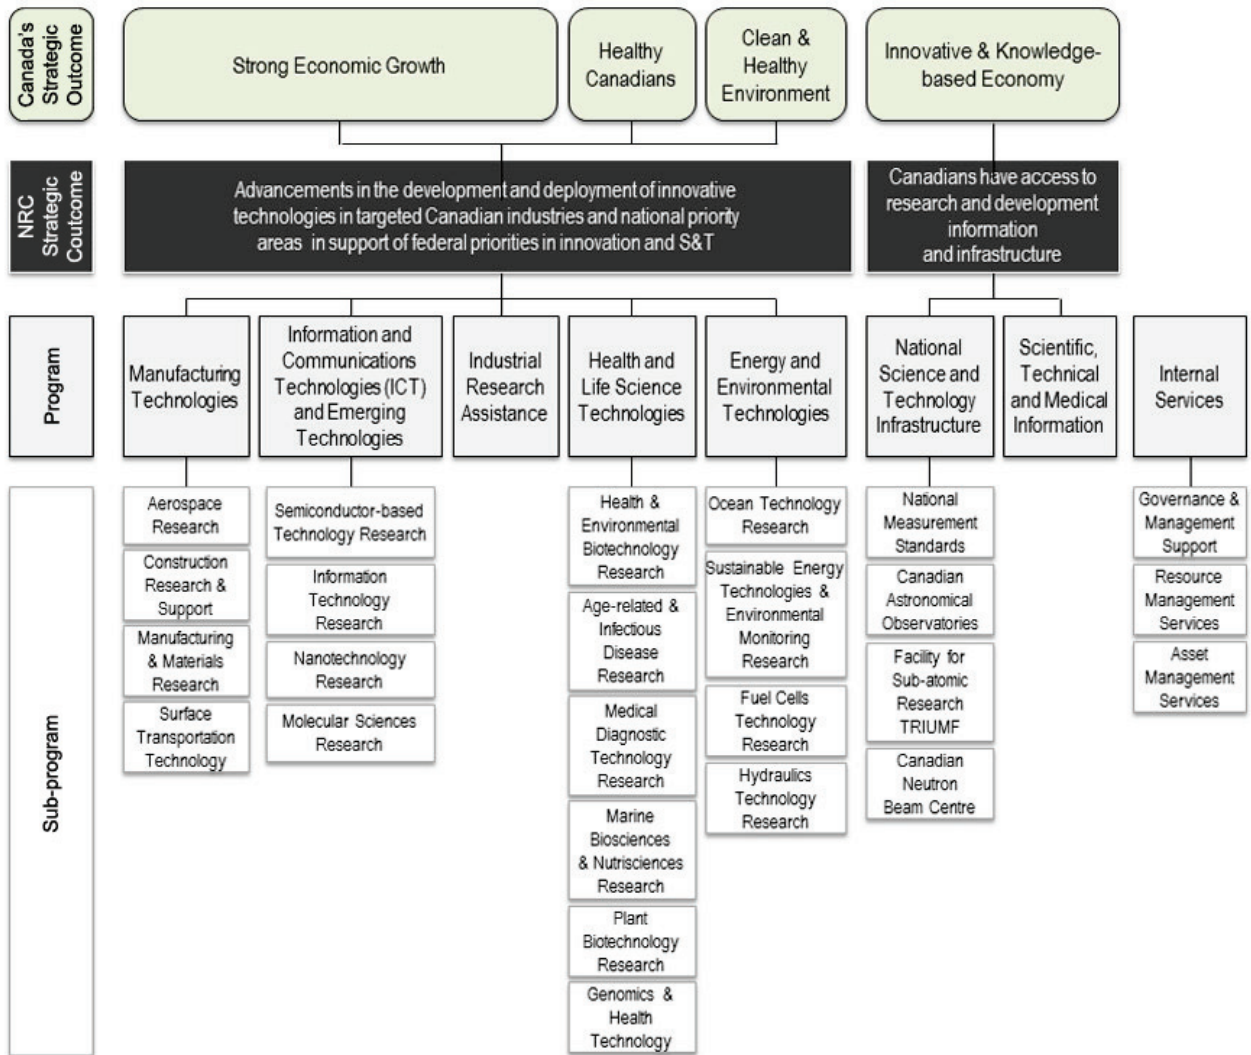 Canada's
Strategic
Outcome
Strong Economic Growth
Healthy
Canadians
Clean &
Healthy
Environment
Innovative & Knowledge-
based Economy
NRC
Strategic
Coutcome
Advancements in the development and deployment of innovative
technologies in targeted Canadian industries and national priority
areas in support of federal priorities in innovation and S&T
Canadians have access to
research and development
information
and infrastructure
Program
Manufacturing
Technologies
Information and
Communications
Technologies (ICT)
and Emerging
Technologies
Industrial
Research
Assistance
Health and
Life Science
Technologies
Energy and
Environmental
Technologies
National
Science and
Technology
Infrastructure
Scientific,
Technical
and Medical
Information
Internal
Services
Sub-program
Aerospace
Research
Construction
Research &
Support
Manufacturing
& Materials
Research
Surface
Transportation
Technology
Semiconductor-based
Technology Research
Information
Technology
Research
Nanotechnology
Research
Molecular Sciences
Research
Health &
Environmental
Biotechnology
Research
Age-related &
Infectious
Disease
Research
Medical
Diagnostic
Technology
Research
Marine
Biosciences
& Nutrisciences
Research
Plant
Biotechnology
Research
Genomics &
Health
Technology
Ocean Technology
Research
Sustainable Energy
Technologies &
Environmental
Monitoring
Research
Fuel Cells
Technology
Research
Hydraulics
Technology
Research
National
Measurement
Standards
Canadian
Astronomical
Observatories
Facility for
Sub-atomic
Research
TRIUMF
Canadian
Neutron
Beam Centre
Governance &
Management
Support
Resource
Management
Services
Asset
Management
Services